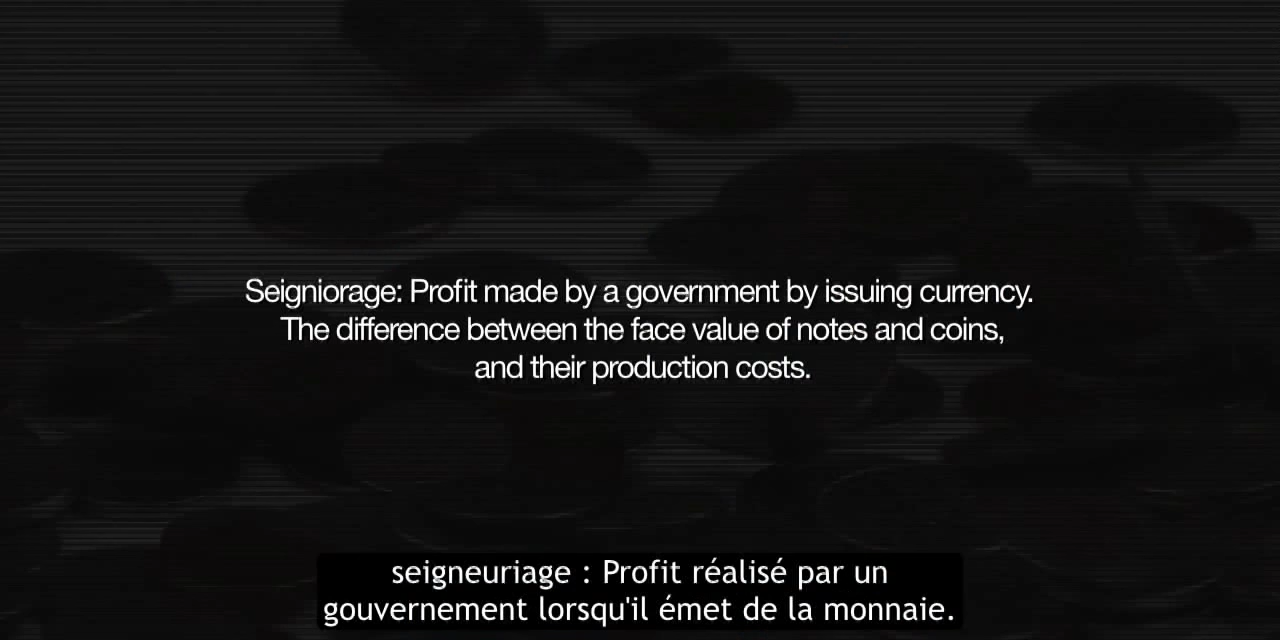 Seigniorage: Profit made by a government by issuing currency.
The difference between the face value of notes and coins,
and their production costs.
seigneuriage : Profit réalisé par un
gouvernement lorsqu'il émet de la monnaie.